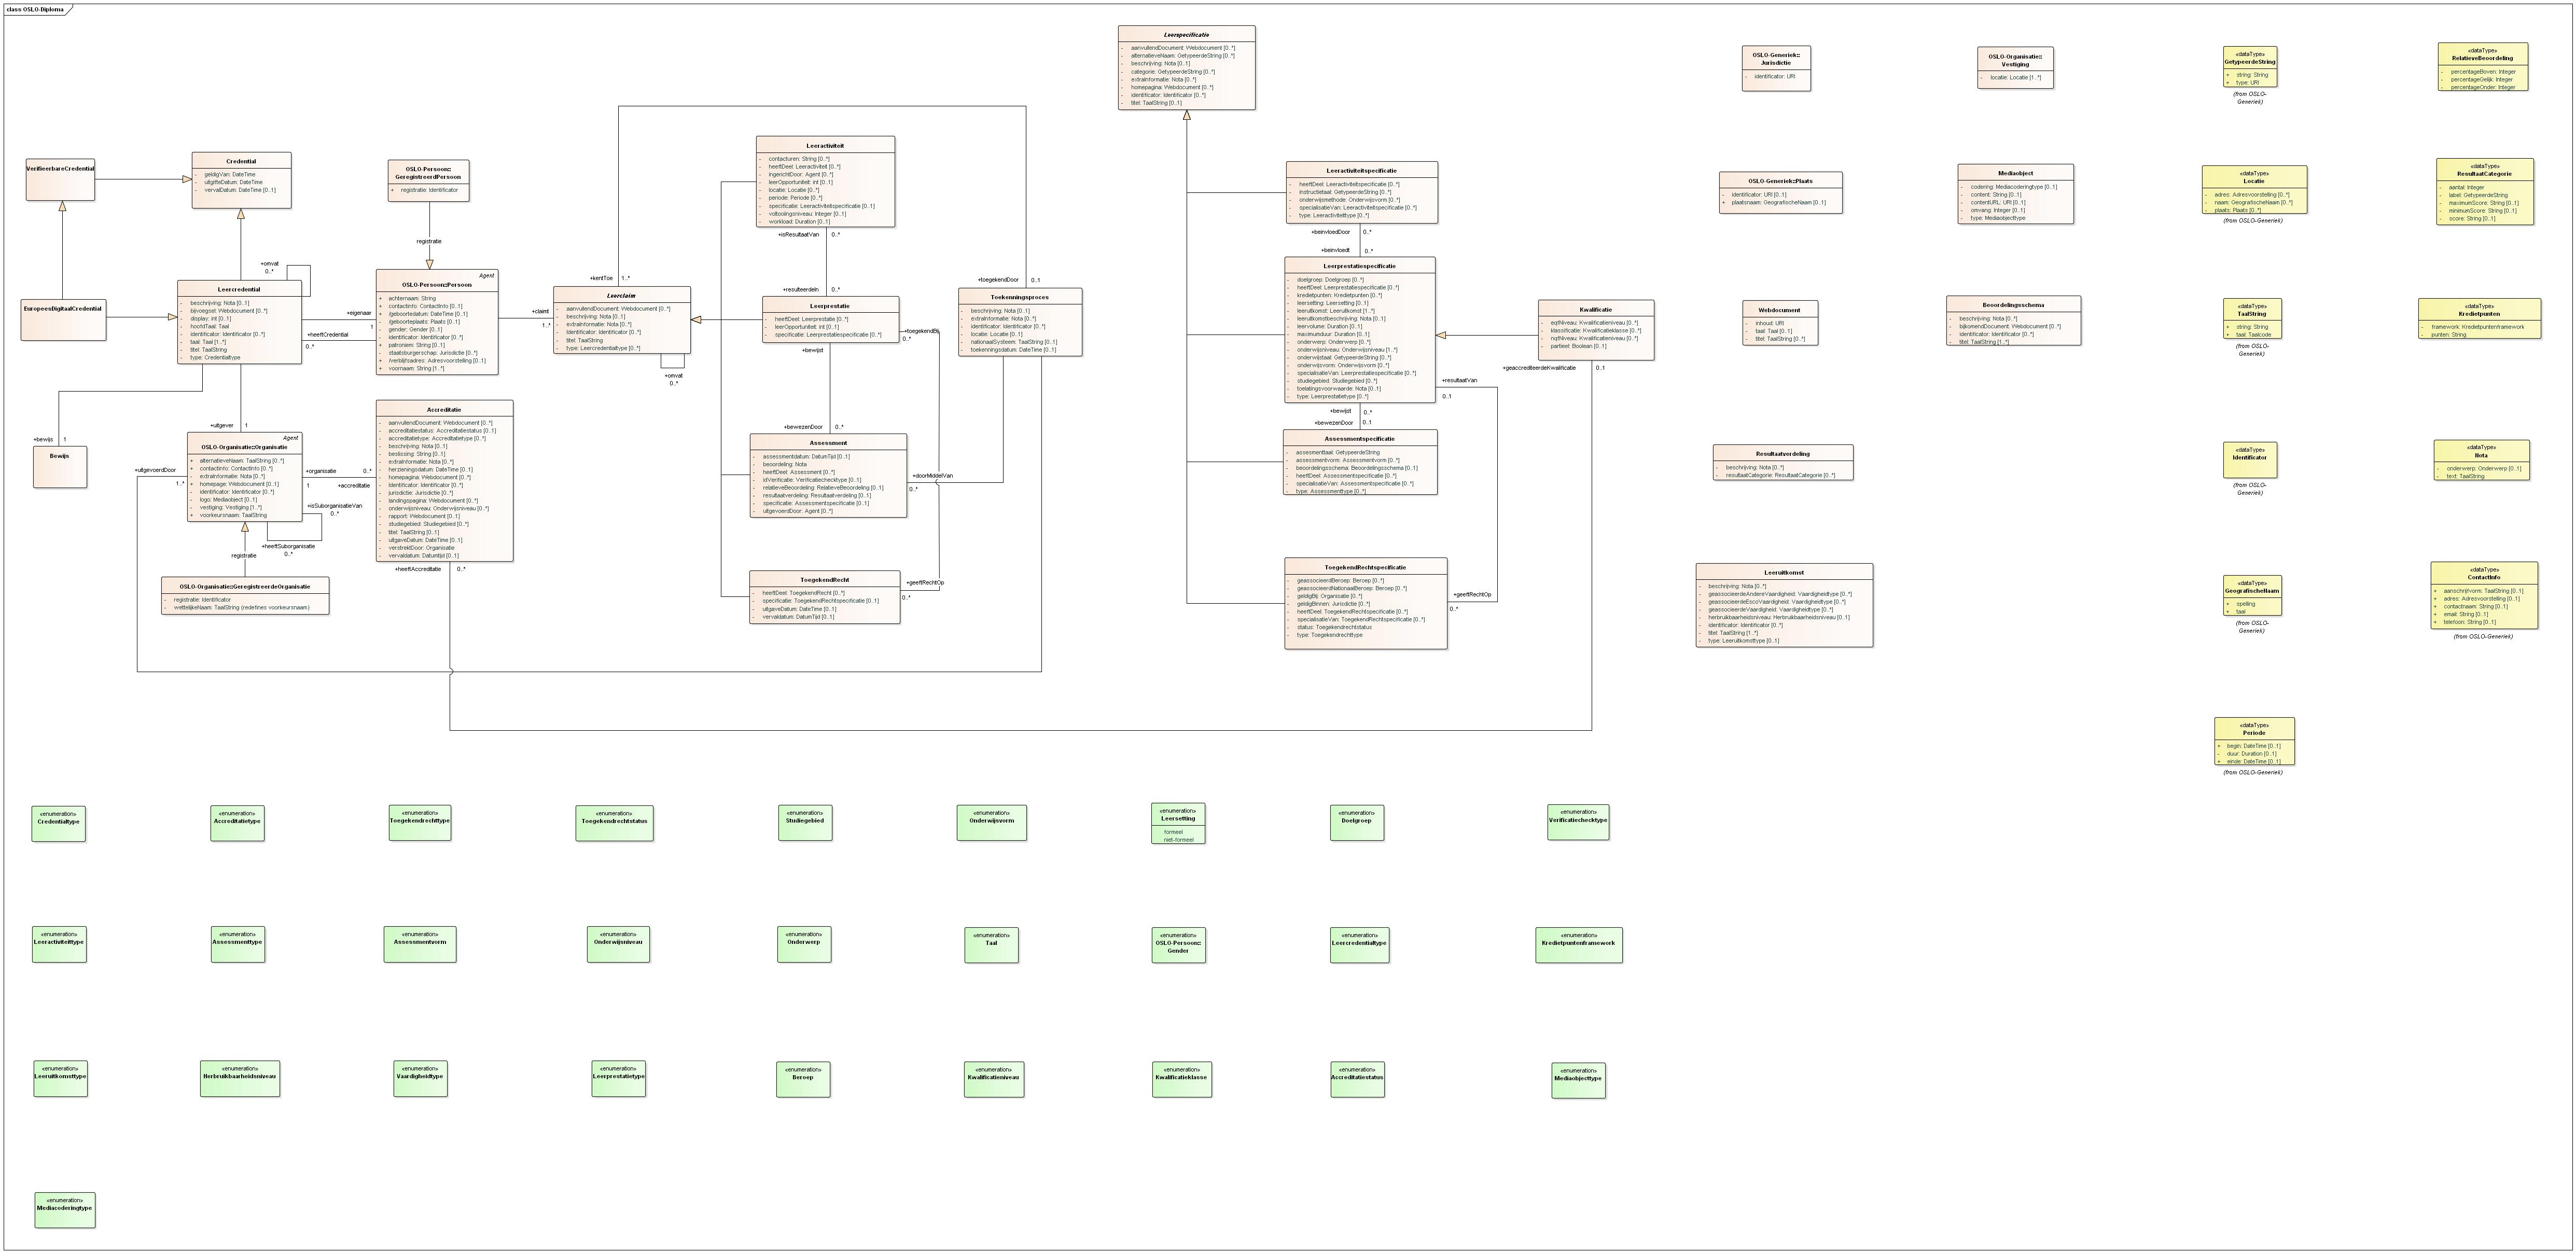 class OSLO-Diploma
Leerspecificatie
- aanvullendDocument: Webdocument [0..*]
- alternatieveNaam: GetypeerdeString [0..*]
- beschrijving: Nota [0..1]
- categorie: GetypeerdeString [0..*]
- extraInformatie: Nota [0..*]
- homepagina: Webdocument [0..*]
- identificator: Identificator [0..*]
- titel: TaalString [0..1]
OSLO-Generiek::
Jurisdictie
- identificator: URI
OSLO-Organisatie::
Vestiging
- locatie: Locatie [1..*]
«dataType»
GetypeerdeString
+ string: String
+ type: URI
(from OSLO-
Generiek)
«dataType»
RelatieveBeoordeling
- percentageBoven: Integer
- percentageGelijk: Integer
- percentageOnder: Integer
VerifieerbareCredential
Credential
- geldigVan: DateTime
- uitgifteDatum: DateTime
- vervalDatum: DateTime [0..1]
OSLO-Persoon::
GeregistreerdPersoon
+ registratie: Identificator
registratie
Leeractiviteit
- contacturen: String [0..*]
- heeftDeel: Leeractiviteit [0..*]
- ingerichtDoor: Agent [0..*]
- leerOpportuniteit: int [0..1]
- locatie: Locatie [0..*]
- periode: Periode [0..*]
- specificatie: Leeractiviteitspecificatie [0..*]
- voltooiingsniveau: Integer [0..*]
- workload: Duration [0..1]
+isResultaatVan 0..*
+resulteerdeIn 0..*
Leeractiviteitspecificatie
- heeftDeel: Leeractiviteitspecificatie [0..*]
- instructietaal: GetypeerdeString [0..*]
- onderwijsmethode: Onderwijsvorm [0..*]
- specialisatieVan: Leeractiviteitspecificatie [0..*]
- type: Leeractiviteittype [0..*]
+beinvloedDoor 0..*
+beinvloedt 0..*
OSLO-Generiek::Plaats
- identificator: URI [0..1]
+ plaatsnaam: GeografischeNaam [0..1]
Mediaobject
- codering: Mediacoderingtype [0..1]
- content: String [0..1]
- contentURL: URI [0..1]
- omvang: Integer [0..1]
- type: Mediaobjecttype
«dataType»
Locatie
- adres: Adresvoorstelling [0..*]
- naam: GeografischeNaam [0..*]
- plaats: Plaats [0..*]
(from OSLO-Generiek)
«dataType»
ResultaatCategorie
- aantal: Integer
- label: GetypeerdeString
- maximumScore: String [0..1]
- minimumScore: String [0..1]
- score: String [0..1]
EuropeesDigitaalCredential
+omvat
0..*
Leercredential
- beschrijving: Nota [0..1]
- bijvoegsel: Webdocument [0..*]
- display: int [0..1]
- hoofdTaal: Taal
- identificator: Identificator [0..*]
- taal: Taal [1..*]
- titel: TaalString [0..1]
- type: Credentialtype
+eigenaar
1
+heeftCredential
0..*
Agent
OSLO-Persoon::Persoon
+ achternaam: String
+ contactinfo: ContactInfo [0..1]
+ /geboortedatum: DateTime [0..1]
- /geboorteplaats: Plaats [0..1]
- gender: Gender [0..1]
- identificator: Identificator [0..*]
+ patroniem: String [0..1]
- staatsburgerschap: Jurisdictie [0..*]
+ /verblijfsadres: Adresvoorstelling [0..*]
+ voornaam: String [1..*]
+claimt
1..*
+kentToe 1..*
Leerclaim
- aanvullendDocument: Webdocument [0..*]
- beschrijving: Nota [0..1]
- extraInformatie: Nota [0..*]
- Identificator: Identificator [0..*]
- titel: TaalString
- type: Leercredentialtype [0..*]
+omvat
0..*
Leerprestatie
- heeftDeel: Leerprestatie [0..*]
- leerOpportuniteit: int [0..1]
- specificatie: Leerprestatiespecificatie [0..*]
+toegekendBij
0..*
+bewijst
+bewezenDoor 0..*
+toegekendDoor 0..1
Toekenningsproces
- beschrijving: Nota [0..1]
- extraInformatie: Nota [0..*]
- identificator: Identificator [0..*]
- locatie: Locatie [0..*]
- nationaalSysteem: TaalString [0..1]
- toekenningsdatum: DateTime [0..*]
Leerprestatiespecificatie
- doelgroep: Doelgroep [0..*]
- heeftDeel: Leerprestatiespecificatie [0..*]
- kredietpunten: Kredietpunten [0..*]
- leersetting: Leersetting [0..1]
- leeruitkomst: Leeruitkomst [1..*]
- leeruitkomstbeschrijving: Nota [0..1]
- leervolume: Duration [0..1]
- maximumduur: Duration [0..1]
- onderwerp: Onderwerp [0..*]
- onderwijsniveau: Onderwijsniveau [1..*]
- onderwijstaal: GetypeerdeString [0..*]
- onderwijsvorm: Onderwijsvorm [0..*]
- specialisatieVan: Leerprestatiespecificatie [0..*]
- studiegebied: Studiegebied [0..*]
- toelatingsvoorwaarde: Nota [0..1]
- type: Leerprestatietype [0..*]
+bewijst 0..*
+bewezenDoor 0..1
+resultaatVan
0..1
Kwalificatie
- eqfNiveau: Kwalificatieniveau [0..*]
- klassificatie: Kwalificatieklasse [0..*]
- nqfNiveau: Kwalificatieniveau [0..*]
- partieel: Boolean [0..1]
+geaccrediteerdeKwalificatie 0..1
Webdocument
- inhoud: URI
- taal: Taal [0..1]
- titel: TaalString [0..*]
Beoordelingsschema
- beschrijving: Nota [0..*]
- bijkomendDocument: Webdocument [0..*]
- identificator: Identificator [0..*]
- titel: TaalString [1..*]
«dataType»
TaalString
+ string: String
+ taal: Taalcode
(from OSLO-
Generiek)
«dataType»
Kredietpunten
- framework: Kredietpuntenframework
- punten: String
+bewijs 1
Bewijs
+uitgever 1
Agent
OSLO-Organisatie::Organisatie
+ alternatieveNaam: TaalString [0..*]
+ contactinfo: ContactInfo [0..*]
- extraInformatie: Nota [0..*]
+ homepage: Webdocument [0..1]
- identificator: Identificator [0..*]
- logo: Mediaobject [0..1]
- vestiging: Vestiging [1..*]
+ voorkeursnaam: TaalString
+uitgevoerdDoor
1..*
+organisatie 0..*
1 +accreditatie
+isSuborganisatieVan
0..*
+heeftSuborganisatie
0..*
registratie
OSLO-Organisatie::GeregistreerdeOrganisatie
- registratie: Identificator
- wettelijkeNaam: TaalString {redefines voorkeursnaam}
Accreditatie
- aanvullendDocument: Webdocument [0..*]
- accreditatiestatus: Accreditatiestatus [0..1]
- accreditatietype: Accreditatietype [0..*]
- beschrijving: Nota [0..1]
- beslissing: String [0..1]
- extraInformatie: Nota [0..*]
- herzieningsdatum: DateTime [0..1]
- homepagina: Webdocument [0..*]
- identificator: Identificator [0..1]
- jurisdictie: Jurisdictie [0..*]
- landingspagina: Webdocument [0..*]
- onderwijsniveau: Onderwijsniveau [0..*]
- rapport: Webdocument [0..1]
- studiegebied: Studiegebied [0..*]
- titel: TaalString [0..1]
- uitgaveDatum: DateTime [0..1]
- verstrektDoor: Organisatie
- vervaldatum: Datumtijd [0..1]
+heeftAccreditatie 0..*
Assessment
- assessmentdatum: DatumTijd [0..1]
- beoordeling: Nota
- heeftDeel: Assessment [0..*]
- idVerificatie: Verificatiechecktype [0..1]
- relatieveBeoordeling: RelatieveBeoordeling [0..1]
- resultaatverdeling: Resultaatverdeling [0..1]
- specificatie: Assessmentspecificatie [0..1]
- uitgevoerdDoor: Agent [0..*]
+doorMiddelVan
0..*
ToegekendRecht
- heeftDeel: ToegekendRecht [0..*]
- specificatie: ToegekendRechtspecificatie [0..1]
- uitgaveDatum: DateTime [0..1]
- vervaldatum: DatumTijd [0..1]
+geeftRechtOp
0..*
Assessmentspecificatie
- assesmenttaal: GetypeerdeString
- assessmentvorm: Assessmentvorm [0..*]
- beoordelingsschema: Beoordelingsschema [0..1]
- heeftDeel: Assessmentspecificatie [0..*]
- specialisatieVan: Assessmentspecificatie [0..*]
- type: Assessmenttype [0..*]
ToegekendRechtspecificatie
- geassocieerdBeroep: Beroep [0..*]
- geassocieerdNationaalBeroep: Beroep [0..*]
- geldigBij: Organisatie [0..*]
- geldigBinnen: Jurisdictie [0..*]
- heeftDeel: ToegekendRechtspecificatie [0..*]
- specialisatieVan: ToegekendRechtspecificatie [0..*]
- status: Toegekendrechtstatus
- type: Toegekendrechttype
+geeftRechtOp
0..*
Resultaatverdeling
- beschrijving: Nota [0..*]
- resultaatCategorie: ResultaatCategorie [0..*]
«dataType»
Identificator
(from OSLO-
Generiek)
«dataType»
Nota
- onderwerp: Onderwerp [0..1]
- text: TaalString
Leeruitkomst
- beschrijving: Nota [0..*]
- geassocieerdeAndereVaardigheid: Vaardigheidtype [0..*]
- geassocieerdeEscoVaardigheid: Vaardigheidtype [0..*]
- geassocieerdeVaardigheid: Vaardigheidtype [0..*]
- herbruikbaarheidsniveau: Herbruikbaarheidsniveau [0..1]
- identificator: Identificator [0..*]
- titel: TaalString [1..*]
- type: Leeruitkomsttype [0..1]
«dataType»
GeografischeNaam
+ spelling
+ taal
(from OSLO-
Generiek)
«dataType»
ContactInfo
+ aanschrijfvorm: TaalString [0..1]
+ adres: Adresvoorstelling [0..1]
+ contactnaam: String [0..1]
+ email: String [0..1]
+ telefoon: String [0..1]
(from OSLO-Generiek)
«dataType»
Periode
+ begin: DateTime [0..1]
- duur: Duration [0..1]
+ einde: DateTime [0..1]
(from OSLO-Generiek)
«enumeration»
Credentialtype
«enumeration»
Accreditatietype
«enumeration»
Toegekendrechttype
«enumeration»
Toegekendrechtstatus
«enumeration»
Studiegebied
«enumeration»
Onderwijsvorm
«enumeration»
Leersetting
formeel
niet-formeel
«enumeration»
Doelgroep
«enumeration»
Verificatiechecktype
«enumeration»
Leeractiviteittype
«enumeration»
Assessmenttype
«enumeration»
Assessmentvorm
«enumeration»
Onderwijsniveau
«enumeration»
Onderwerp
«enumeration»
Taal
«enumeration»
OSLO-Persoon::
Gender
«enumeration»
Leercredentialtype
«enumeration»
Kredietpuntenframework
«enumeration»
Leeruitkomsttype
«enumeration»
Herbruikbaarheidsniveau
«enumeration»
Vaardigheidtype
«enumeration»
Leerprestatietype
«enumeration»
Beroep
«enumeration»
Kwalificatieniveau
«enumeration»
Kwalificatieklasse
«enumeration»
Accreditatiestatus
«enumeration»
Mediaobjecttype
«enumeration»
Mediacoderingtype